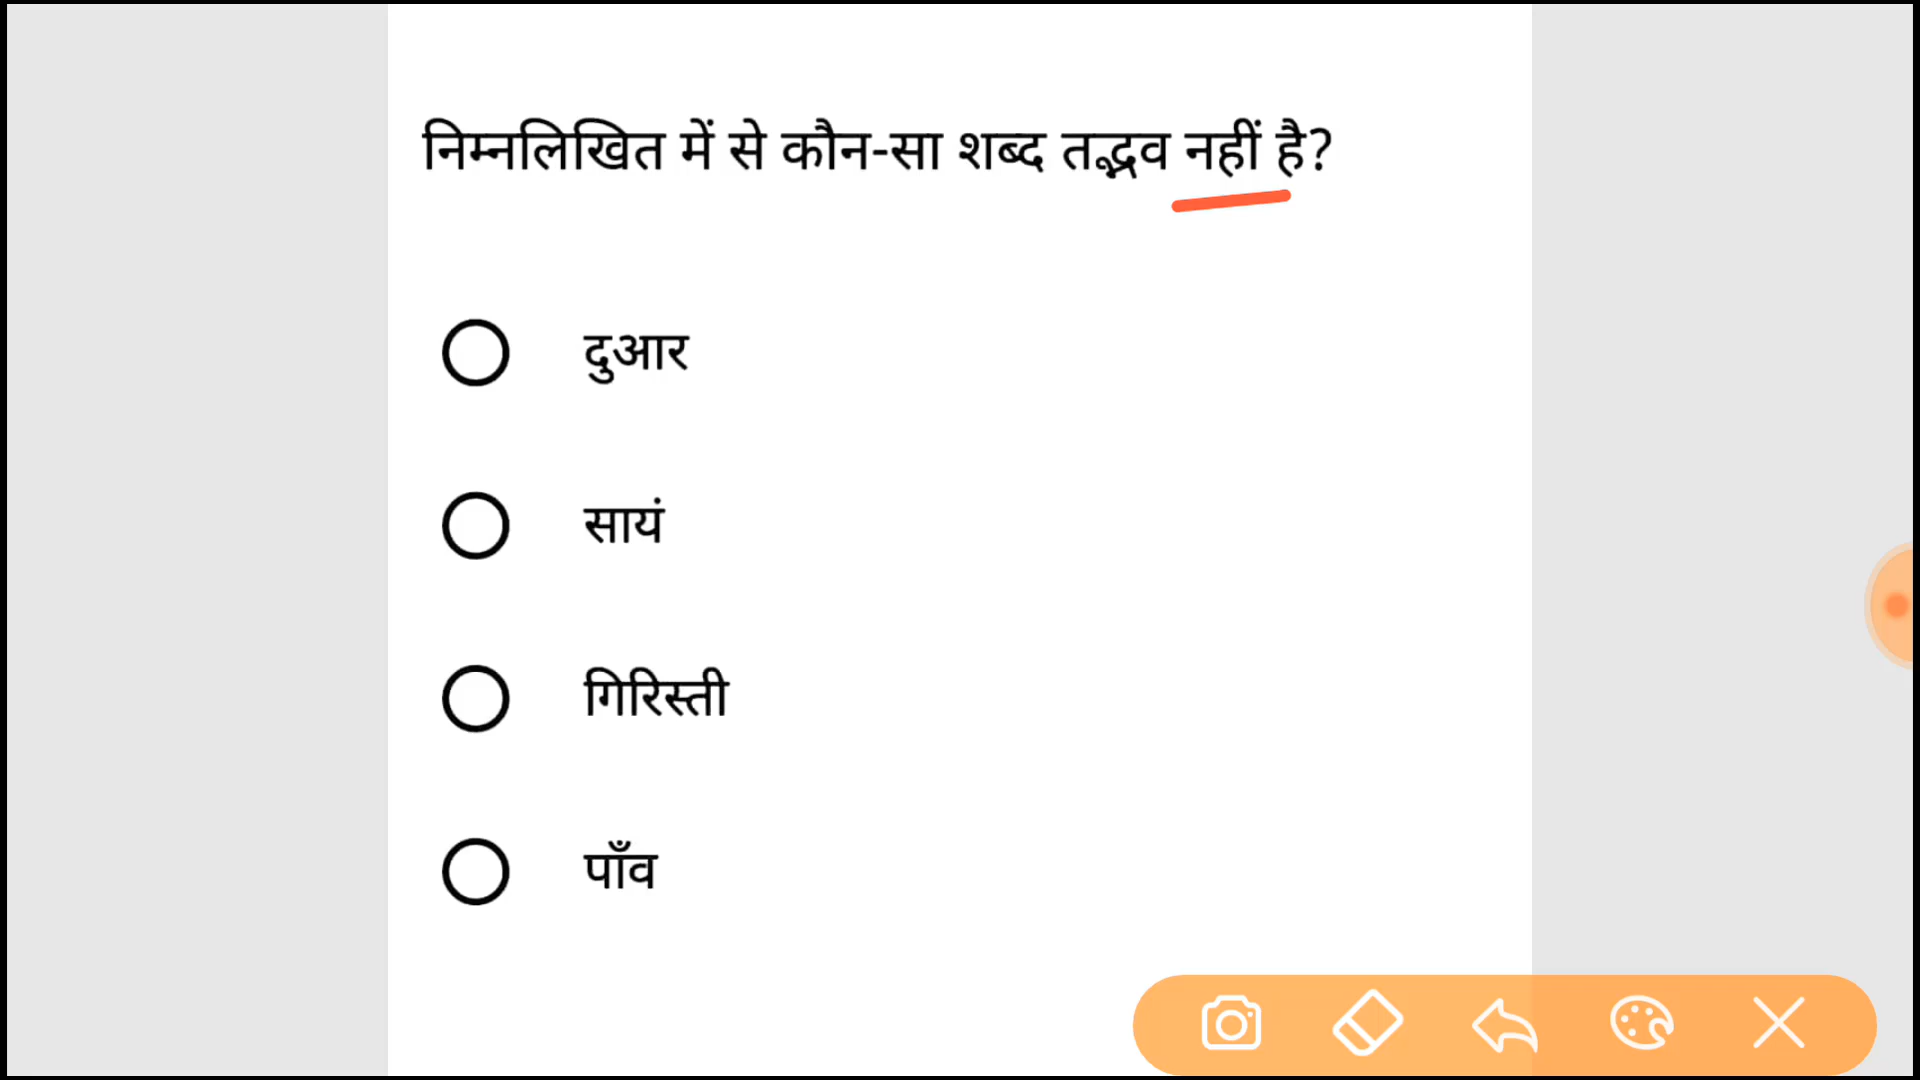 निम्नलिखित में से कौन-सा शब्द तद्भव नहीं है?
दुआर
सायं
गिरिस्ती
पाँव